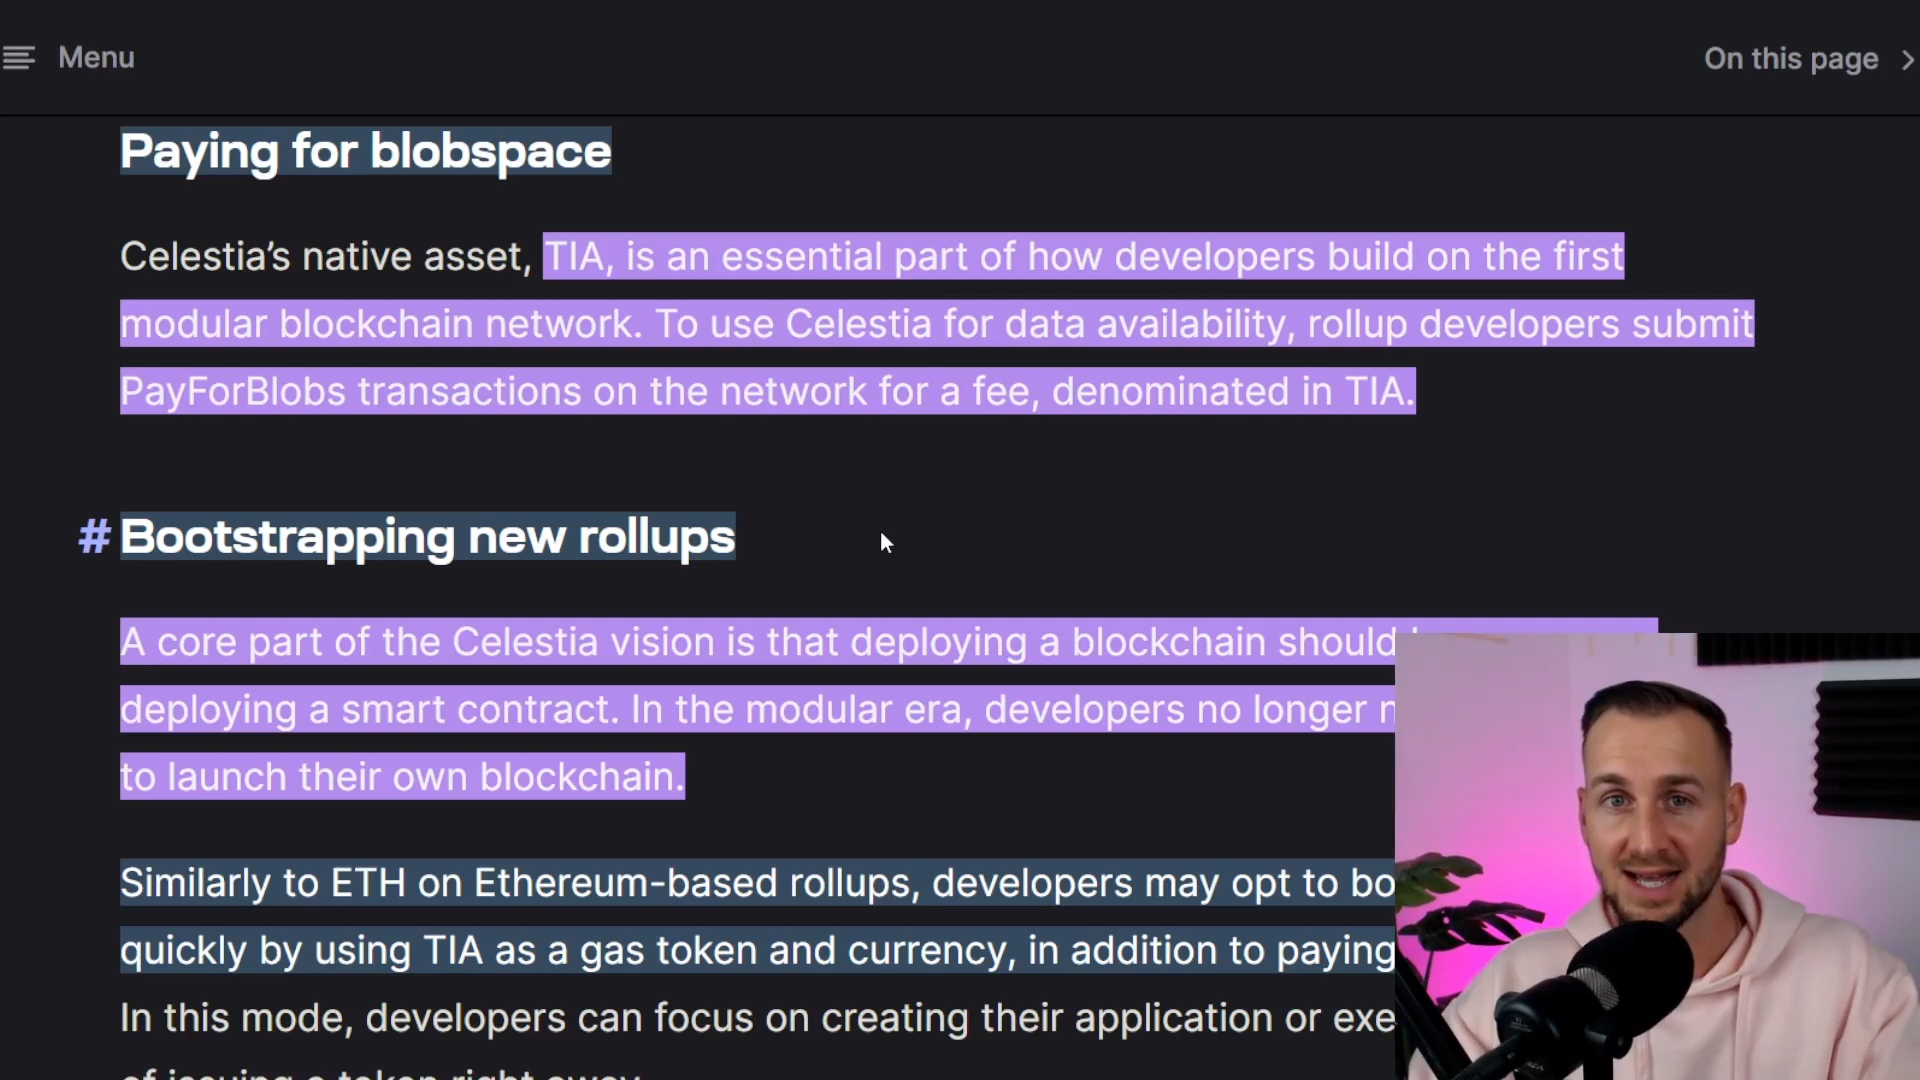 Menu
On this page
Paying for blobspace
Celestia’s native asset, TIA, is an essential part of how developers build on the first
modular blockchain network. To use Celestia for data availability, rollup developers submit
PayForBlobs transactions on the network for a fee, denominated in TIA.
# Bootstrapping new rollups
A core part of the Celestia vision is that deploying a blockchain should
deploying a smart contract. In the modular era, developers no longer
to launch their own blockchain.
Similarly to ETH on Ethereum-based rollups, developers may opt to
quickly by using TIA as a gas token and currency, in addition to paying
In this mode, developers can focus on creating their application or
of issuing a token right away.